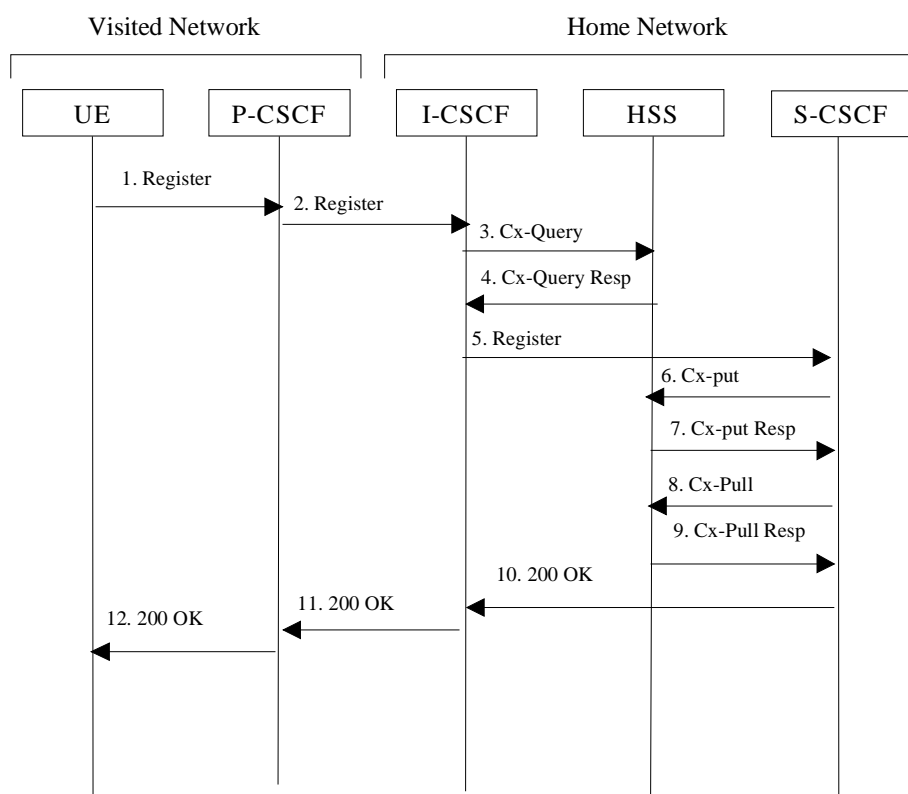 Visited Network
Home Network
UE
P-CSCF
I-CSCF
HSS
S-CSCF
1. Register
2. Register
3. Cx-Query
4. Cx-Query Resp
5. Register
6. Cx-put
7. Cx-put Resp
8. Cx-Pull
9. Cx-Pull Resp
10. 200 OK
11. 200 OK
12. 200 OK